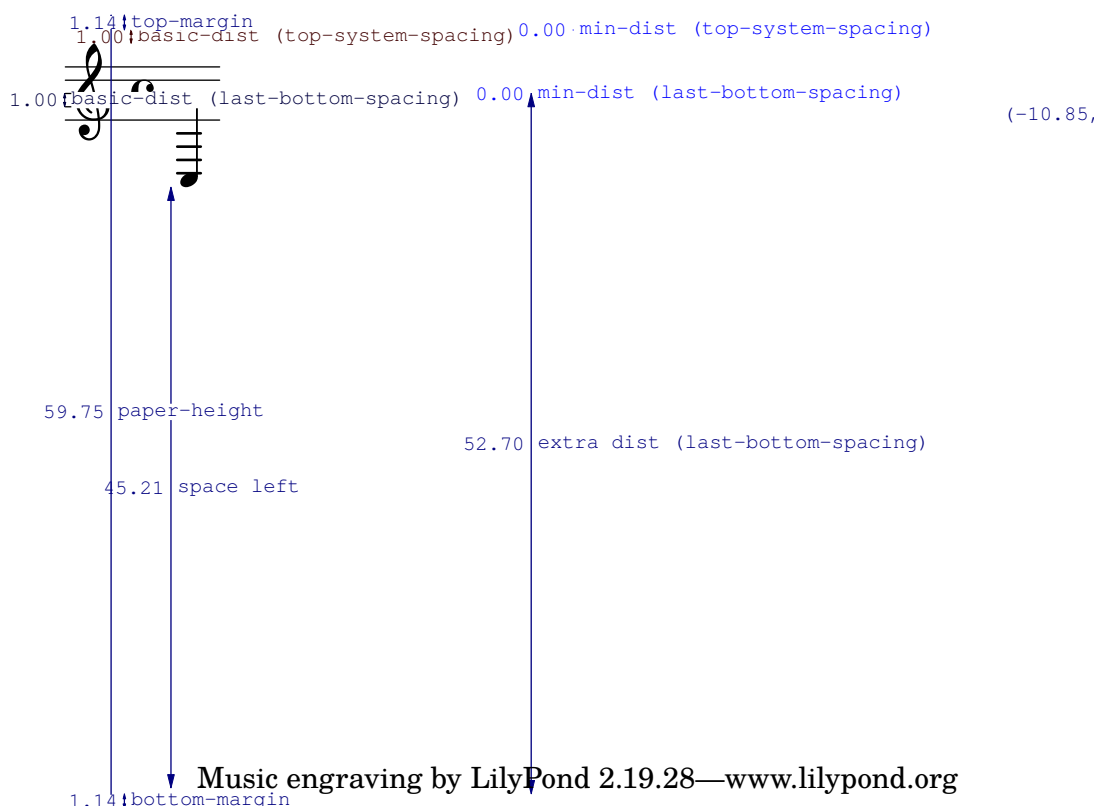 1.14 top-margin
1.00 basic-dist (top-system-spacing) 0.00 min-dist (top-system-spacing)
1.00 basic-dist (last-bottom-spacing) 0.00 min-dist (last-bottom-spacing)
(-10.85,
59.75 paper-height
52.70 extra dist (last-bottom-spacing)
45.21 space left
Music engraving by LilyPond 2.19.28—www.lilypond.org
1.14 bottom-margin